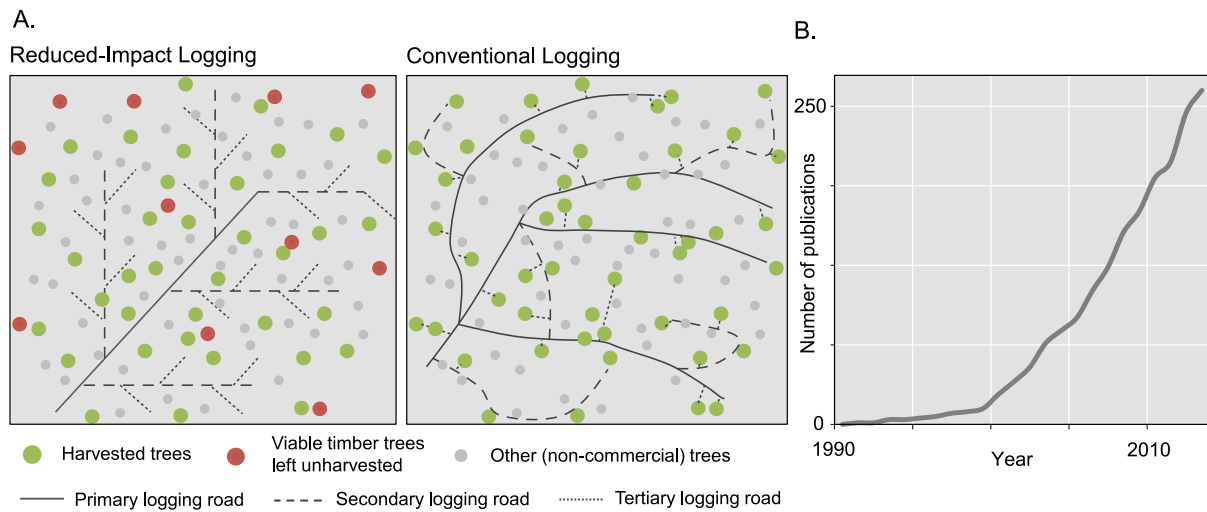 A.
Reduced-Impact Logging
Conventional Logging
Harvested trees
Viable timber trees
left unharvested
Other (non-commercial) trees
Primary logging road
Secondary logging road
Tertiary logging road
B.
Number of publications
250
0
1990
Year
2010